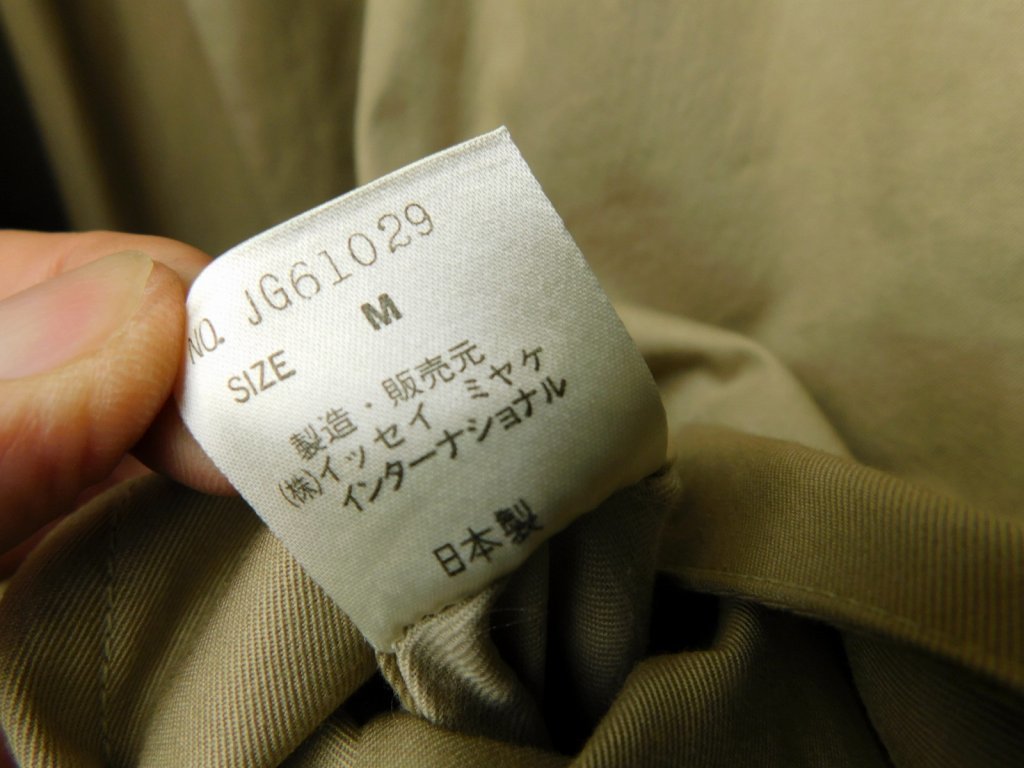 NO. JG61029
SIZE M
製造・販売元
(株)イッセイ ミヤケ
インターナショナル
日本製